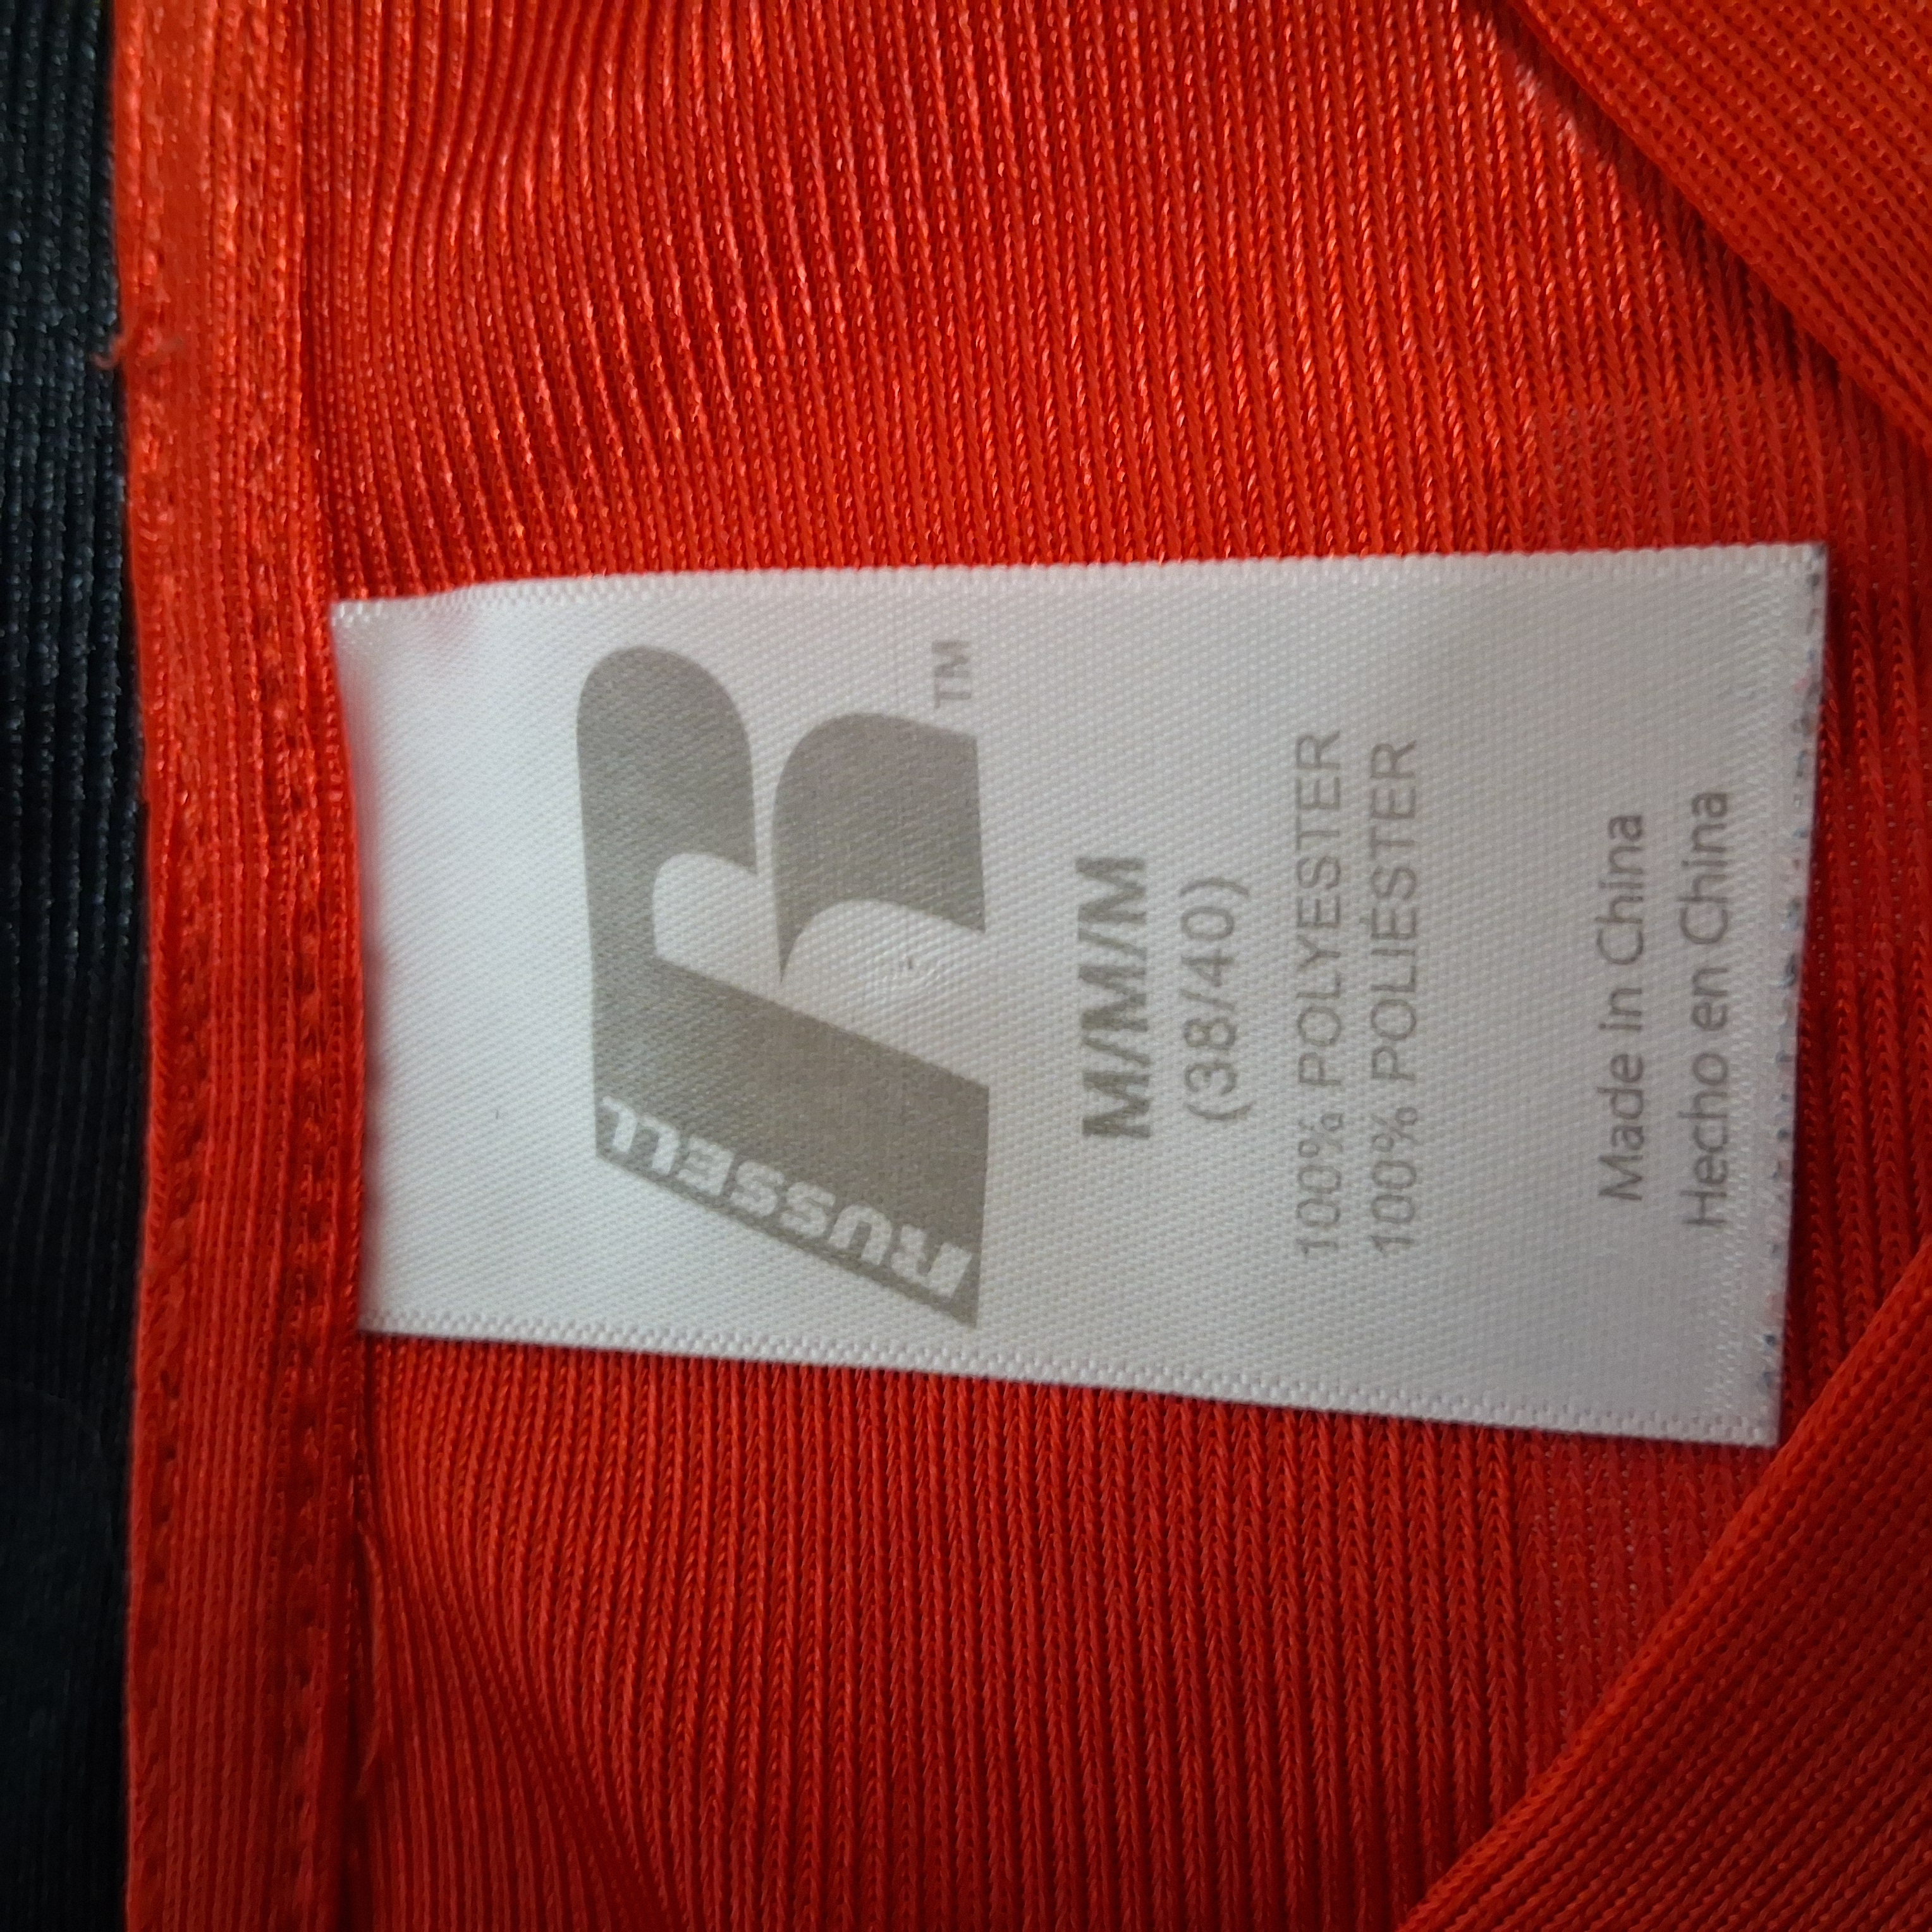 RUSSELL
TM
M/M/M
(38/40)
100% POLYESTER
100% POLIÉSTER
Made in China
Hecho en China